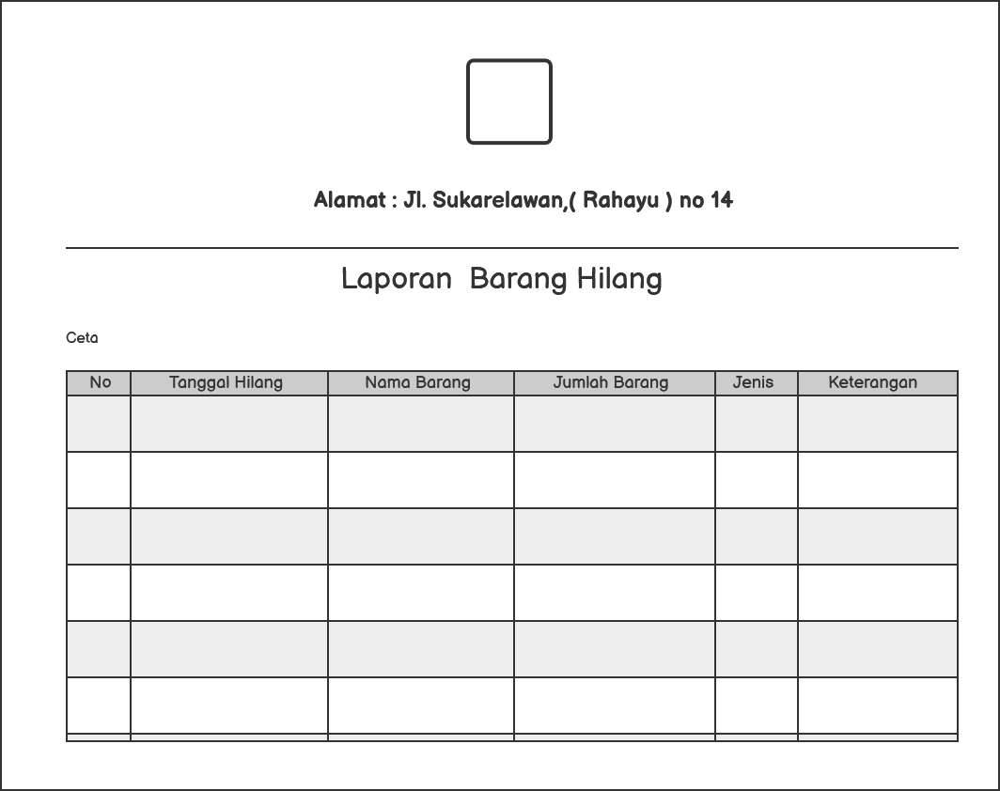 Alamat : Jl. Sukarelawan,( Rahayu ) no 14
Laporan Barang Hilang
Ceta
No Tanggal Hilang Nama Barang Jumlah Barang Jenis Keterangan